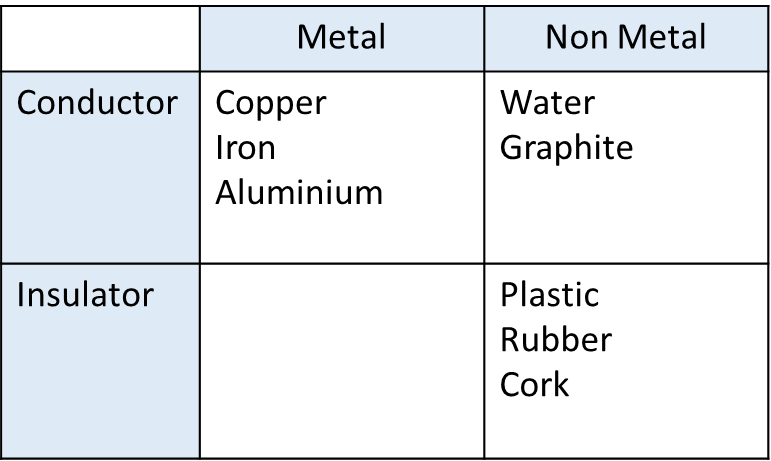 Metal
Non Metal
Conductor
Copper
Iron
Aluminium
Water
Graphite
Insulator
Plastic
Rubber
Cork